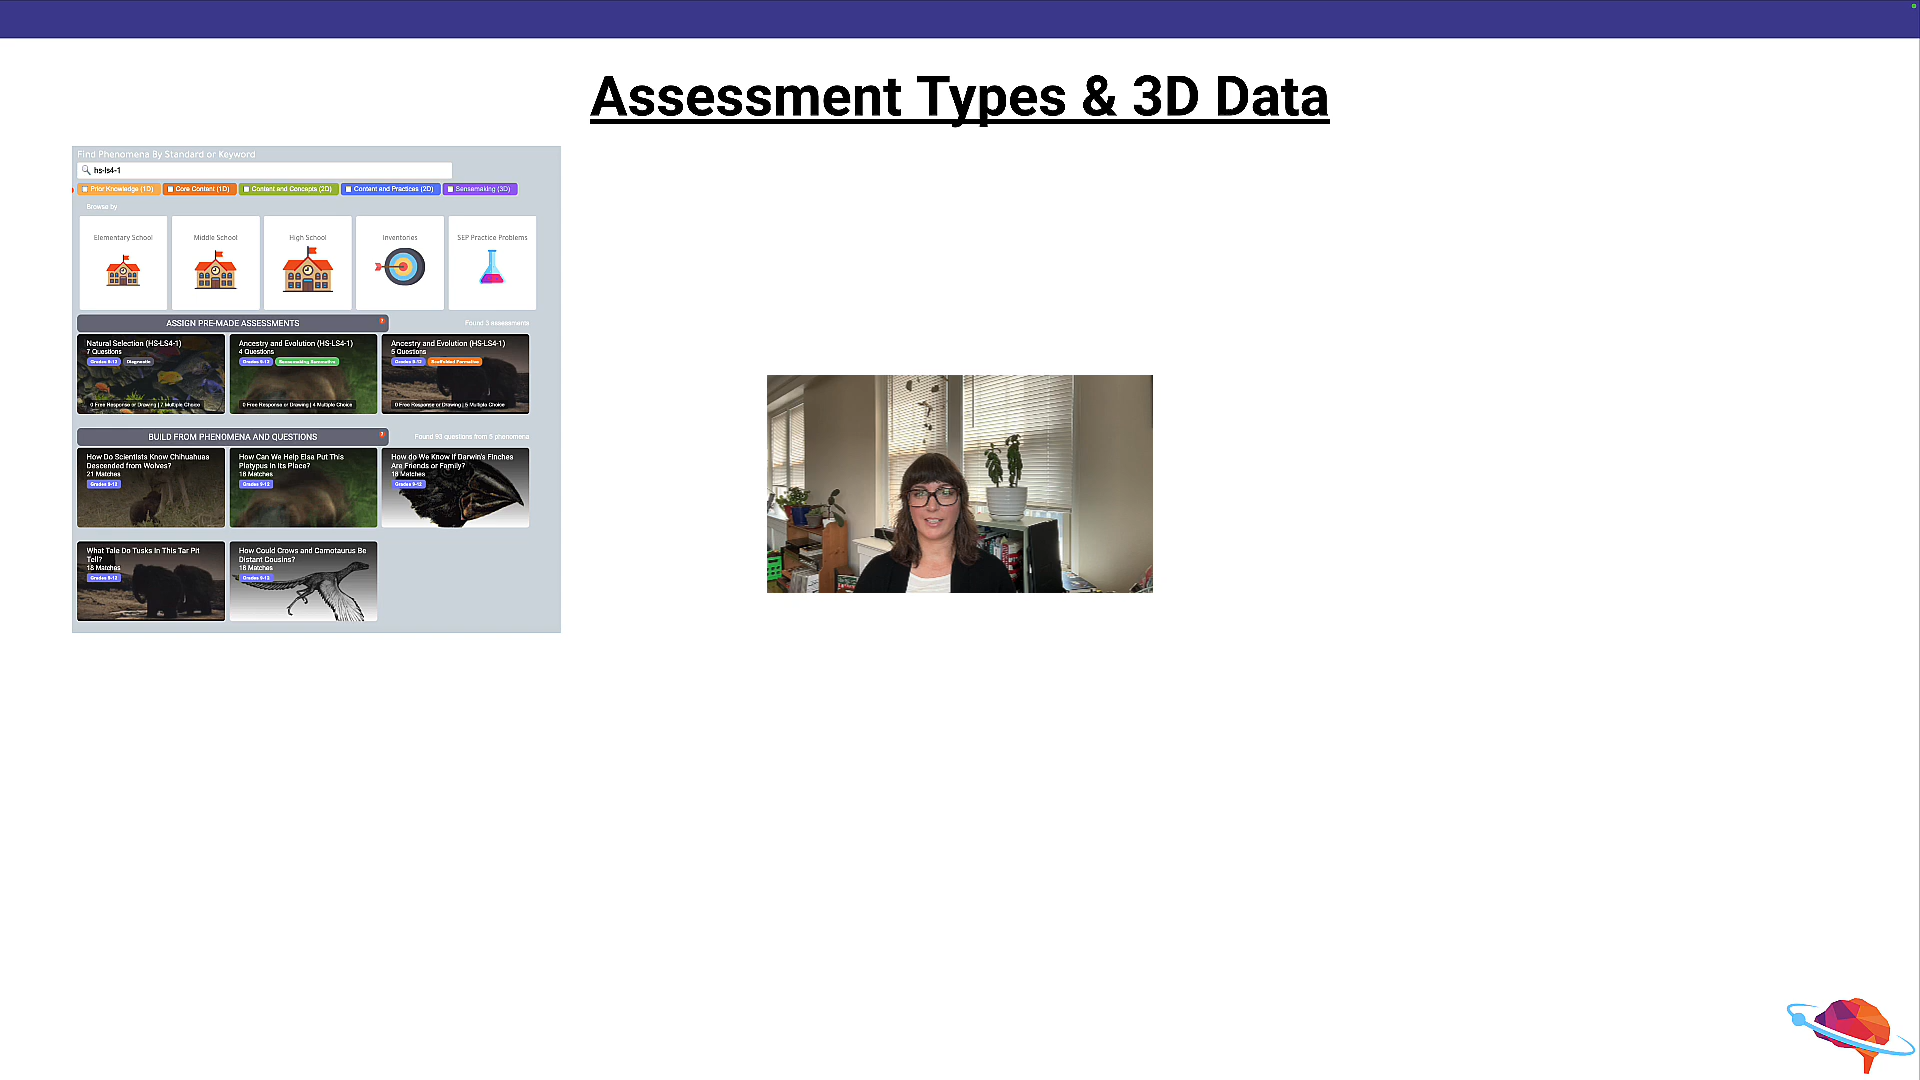 Assessment Types & 3D Data
Find Phenomena By Standard or Keyword
hs-ls4-1
Prior Knowledge (1D) Core Content (1D) Content and Concepts (2D) Content and Practices (2D) Sensemaking (3D)
Browse by
Elementary School Middle School High School Inventories SEP Practice Problems
ASSIGN PRE-MADE ASSESSMENTS ? Found 3 assessments
Natural Selection (HS-LS4-1)
7 Questions
Grades 9-12 Diagnostic
0 Free Response or Drawing | 7 Multiple Choice
Ancestry and Evolution (HS-LS4-1)
4 Questions
Grades 9-12 Sensemaking Summative
0 Free Response or Drawing | 4 Multiple Choice
Ancestry and Evolution (HS-LS4-1)
5 Questions
Grades 9-12 Scaffolded Formative
0 Free Response or Drawing | 5 Multiple Choice
BUILD FROM PHENOMENA AND QUESTIONS ? Found 93 questions from 5 phenomena
How Do Scientists Know Chihuahuas
Descended from Wolves?
21 Matches
Grades 9-12
How Can We Help Elsa Put This
Platypus in Its Place?
18 Matches
Grades 9-12
How do We Know if Darwin's Finches
Are Friends or Family?
18 Matches
Grades 9-12
What Tale Do Tusks In This Tar Pit
Tell?
18 Matches
Grades 9-12
How Could Crows and Carnotaurus Be
Distant Cousins?
18 Matches
Grades 9-12